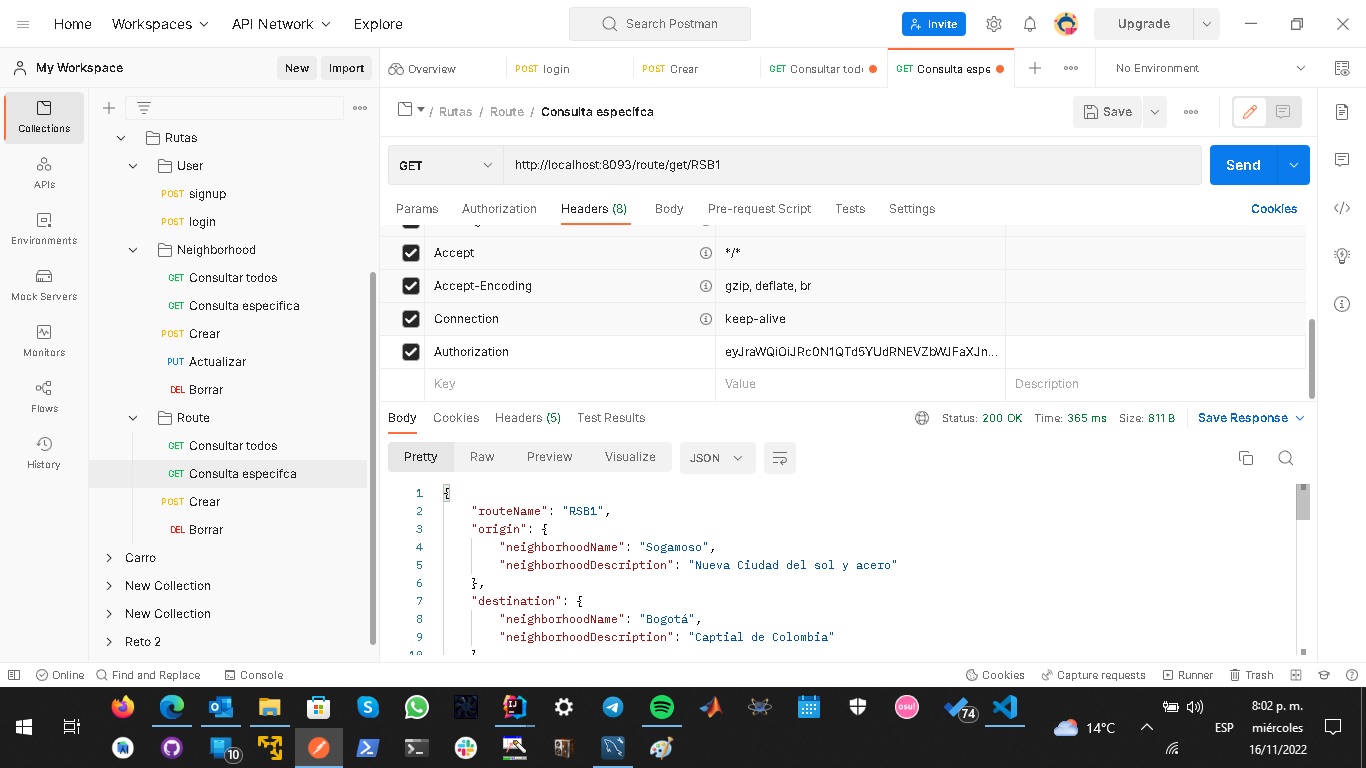 Home Workspaces API Network Explore Search Postman Invite Upgrade
My Workspace New Import Overview POST login POST Crear GET Consultar tod GET Consulta espe No Environment
Collections
APIs
Environments
Mock Servers
Monitors
Flows
History
Rutas
User
POST signup
POST login
Neighborhood
GET Consultar todos
GET Consulta especifica
POST Crear
PUT Actualizar
DEL Borrar
Route
GET Consultar todos
GET Consulta especifca
POST Crear
DEL Borrar
Carro
New Collection
New Collection
Reto 2
/ Rutas / Route / Consulta especifca Save
GET http://localhost:8093/route/get/RSB1 Send
Params Authorization Headers (8) Body Pre-request Script Tests Settings Cookies
Accept */*
Accept-Encoding gzip, deflate, br
Connection keep-alive
Authorization eyJraWQiOiJRc0N1QTd5YUdRNEVZbWJFaXJn...
Key Value Description
Body Cookies Headers (5) Test Results Status: 200 OK Time: 365 ms Size: 811 B Save Response
Pretty Raw Preview Visualize JSON
1 {
2 "routeName": "RSB1",
3 "origin": {
4 "neighborhoodName": "Sogamoso",
5 "neighborhoodDescription": "Nueva Ciudad del sol y acero"
6 },
7 "destination": {
8 "neighborhoodName": "Bogotá",
9 "neighborhoodDescription": "Captial de Colombia"
Online Find and Replace Console Cookies Capture requests Runner Trash
osu!
74
10
14°C
ESP
8:02 p. m.
miércoles
16/11/2022